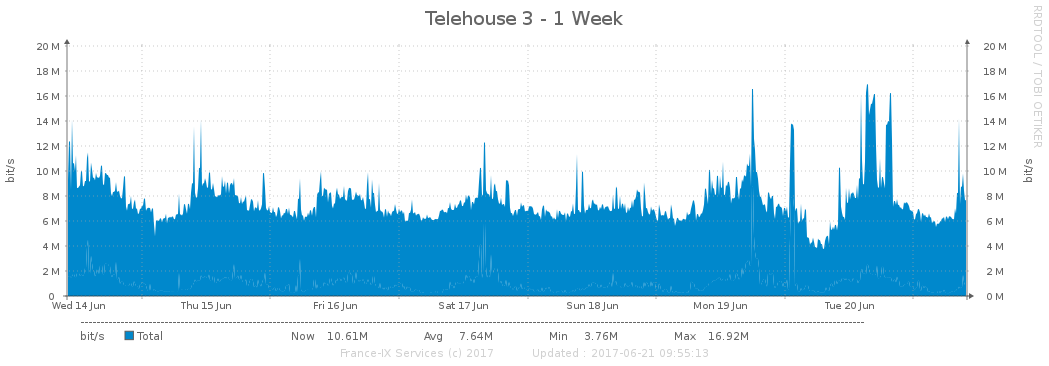 Telehouse 3 - 1 Week
RRDTOOL / TOBI OETIKER
bit/s
20 M 20 M
18 M 18 M
16 M 16 M
14 M 14 M
12 M 12 M
10 M 10 M
8 M 8 M
6 M 6 M
4 M 4 M
2 M 2 M
0 0 M
bit/s
Wed 14 Jun Thu 15 Jun Fri 16 Jun Sat 17 Jun Sun 18 Jun Mon 19 Jun Tue 20 Jun
bit/s Total Now 10.61M Avg 7.64M Min 3.76M Max 16.92M
France-IX Services (c) 2017 Updated : 2017-06-21 09:55:13